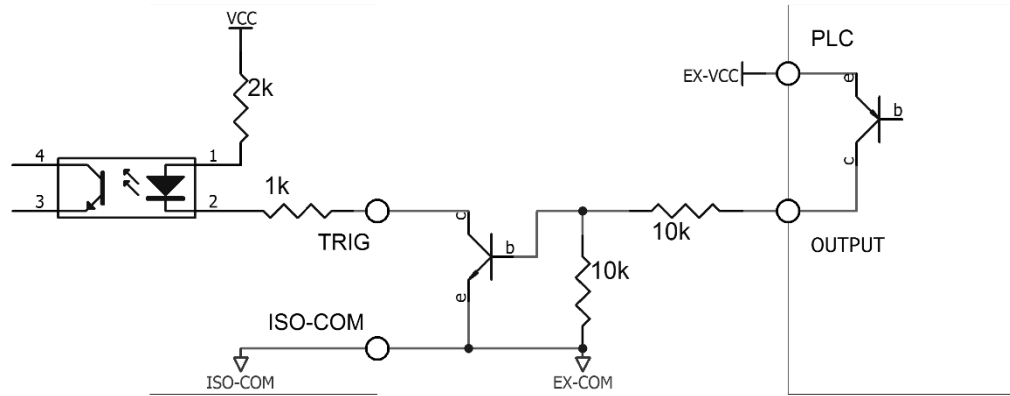 VCC
PLC
EX-VCC
e
2k
b
4
1
c
3
2
1k
c
TRIG
10k
OUTPUT
b
10k
e
ISO-COM
ISO-COM
EX-COM